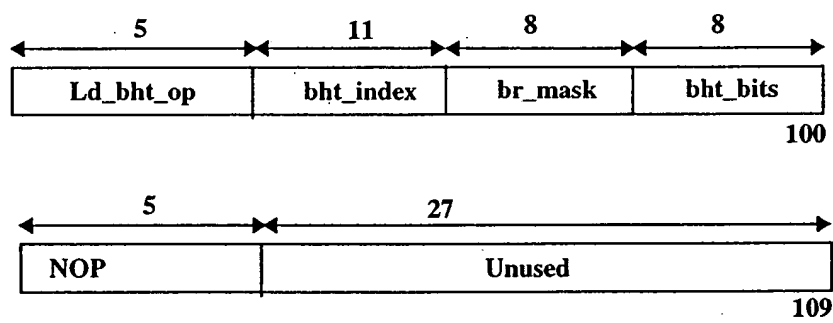 5 11 8 8
Ld_bht_op bht_index br_mask bht_bits
100
5 27
NOP Unused
109